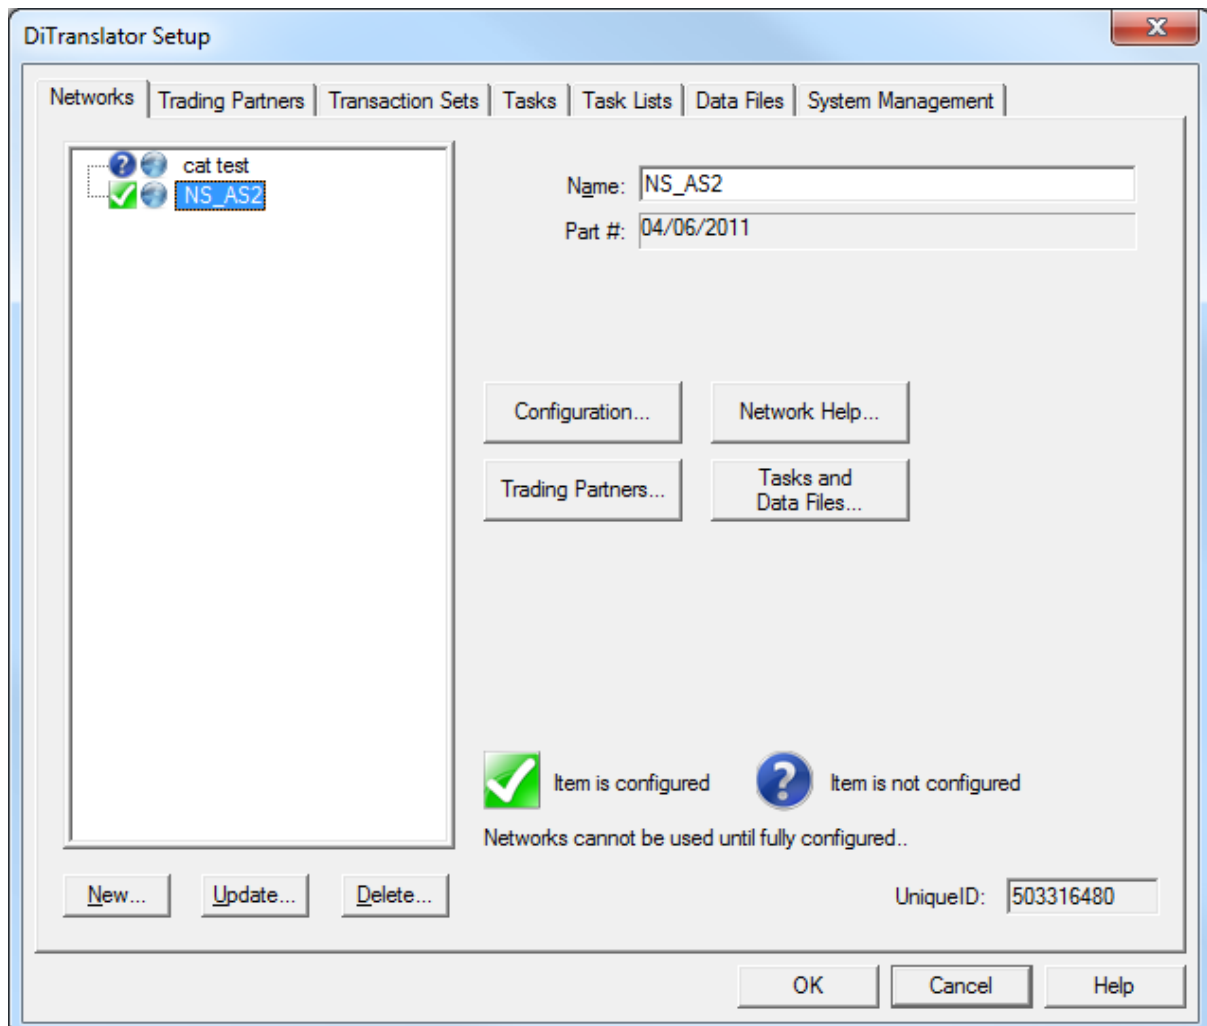 DiTranslator Setup
Networks
Trading Partners
Transaction Sets
Tasks
Task Lists
Data Files
System Management
cat test
NS_AS2
Name: NS_AS2
Part #: 04/06/2011
Configuration...
Network Help...
Trading Partners...
Tasks and
Data Files...
Item is configured
Item is not configured
Networks cannot be used until fully configured..
New...
Update...
Delete...
UniqueID: 503316480
OK
Cancel
Help